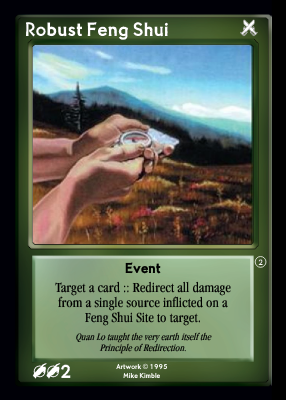 Robust Feng Shui
Event
2
Target a card :: Redirect all damage
from a single source inflicted on a
Feng Shui Site to target.
Quan Lo taught the very earth itself the
Principle of Redirection.
2
Artwork © 1995
Mike Kimble